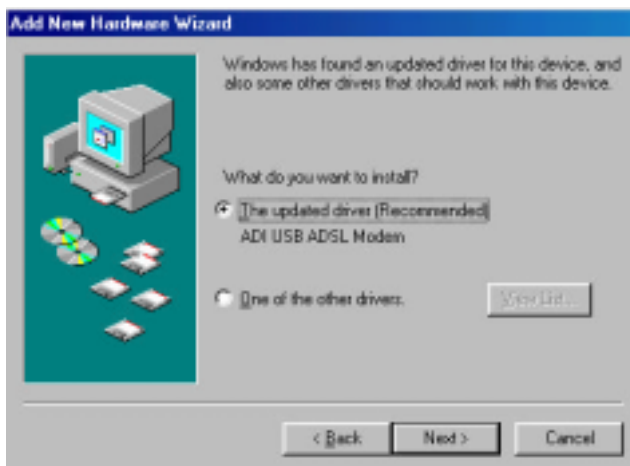 Add New Hardware Wizard
Windows has found an updated driver for this device, and
also some other drivers that should work with this device.
What do you want to install?
The updated driver (Recommended)
ADI USB ADSL Modem
One of the other drivers.
View List...
< Back
Next >
Cancel